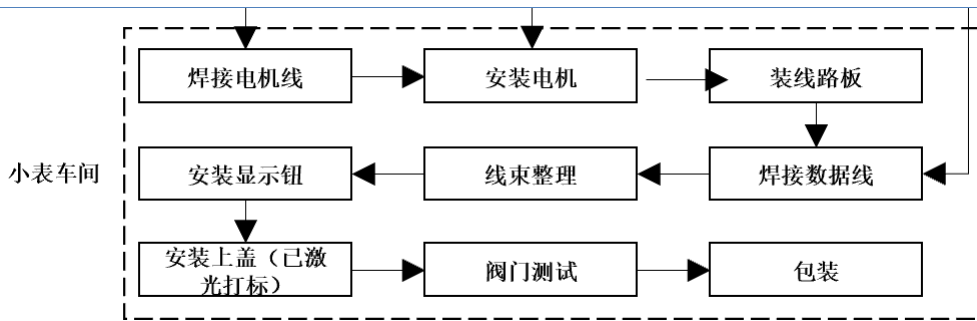 焊接电机线
安装电机
装线路板
小表车间
安装显示钮
线束整理
焊接数据线
安装上盖（已激
光打标）
阀门测试
包装